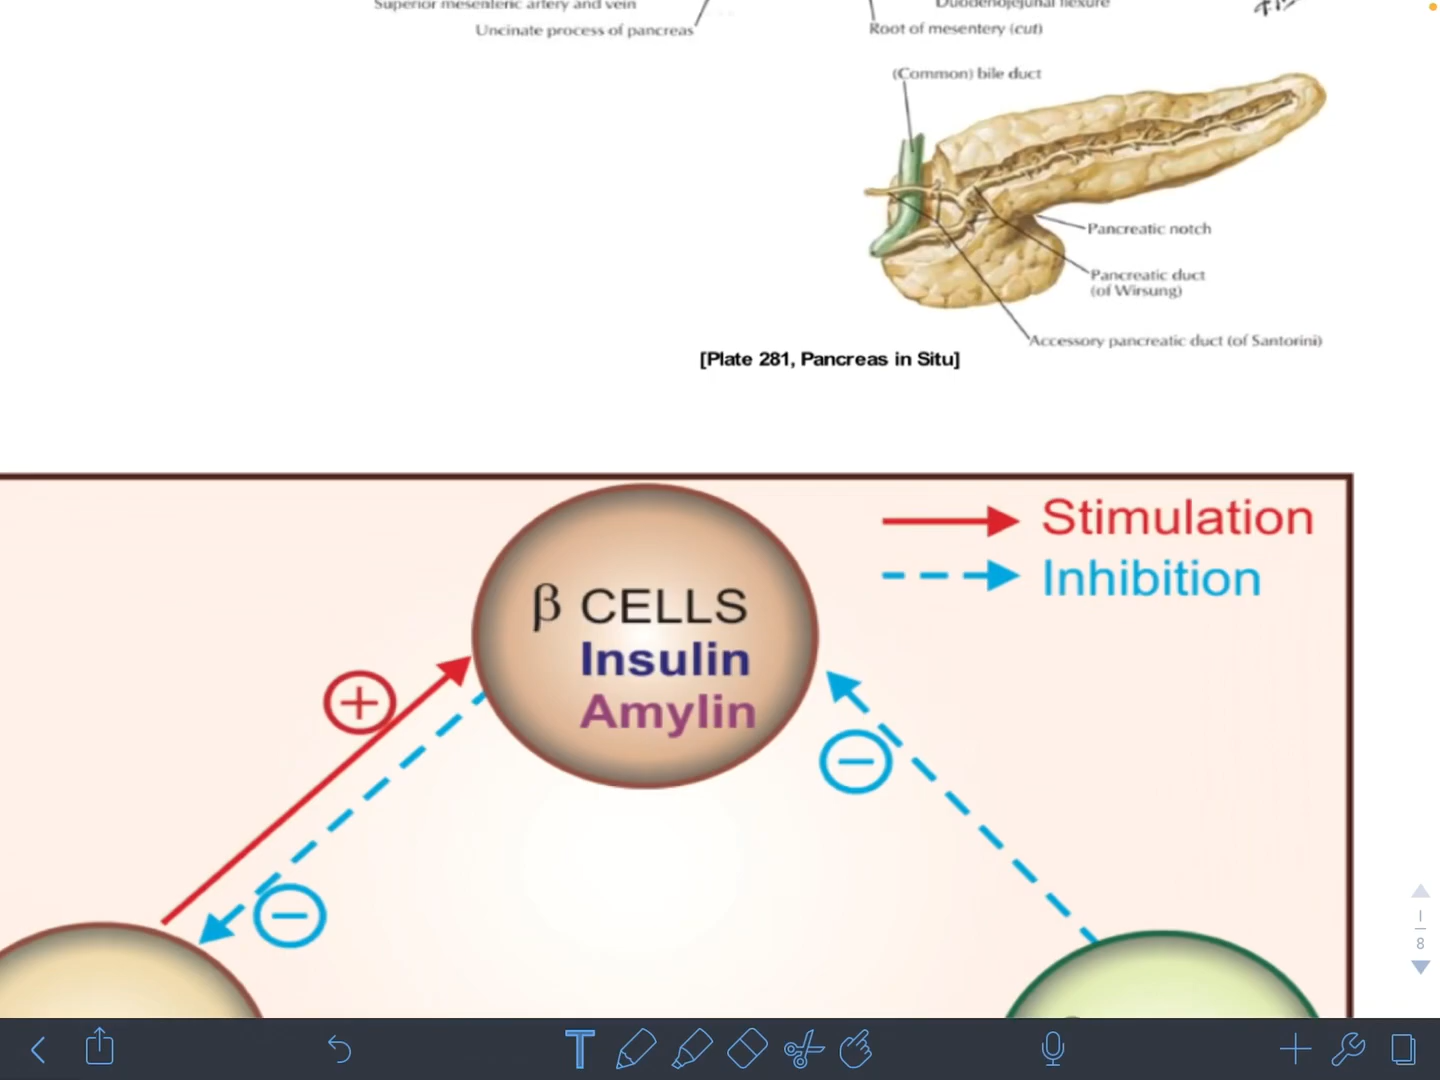 Superior mesenteric artery and vein
Duodenojejunal flexure
Uncinate process of pancreas
Root of mesentery (cut)
(Common) bile duct
Pancreatic notch
Pancreatic duct
(of Wirsung)
Accessory pancreatic duct (of Santorini)
[Plate 281, Pancreas in Situ]
Stimulation
Inhibition
β CELLS
Insulin
Amylin
+
−
−
T
8